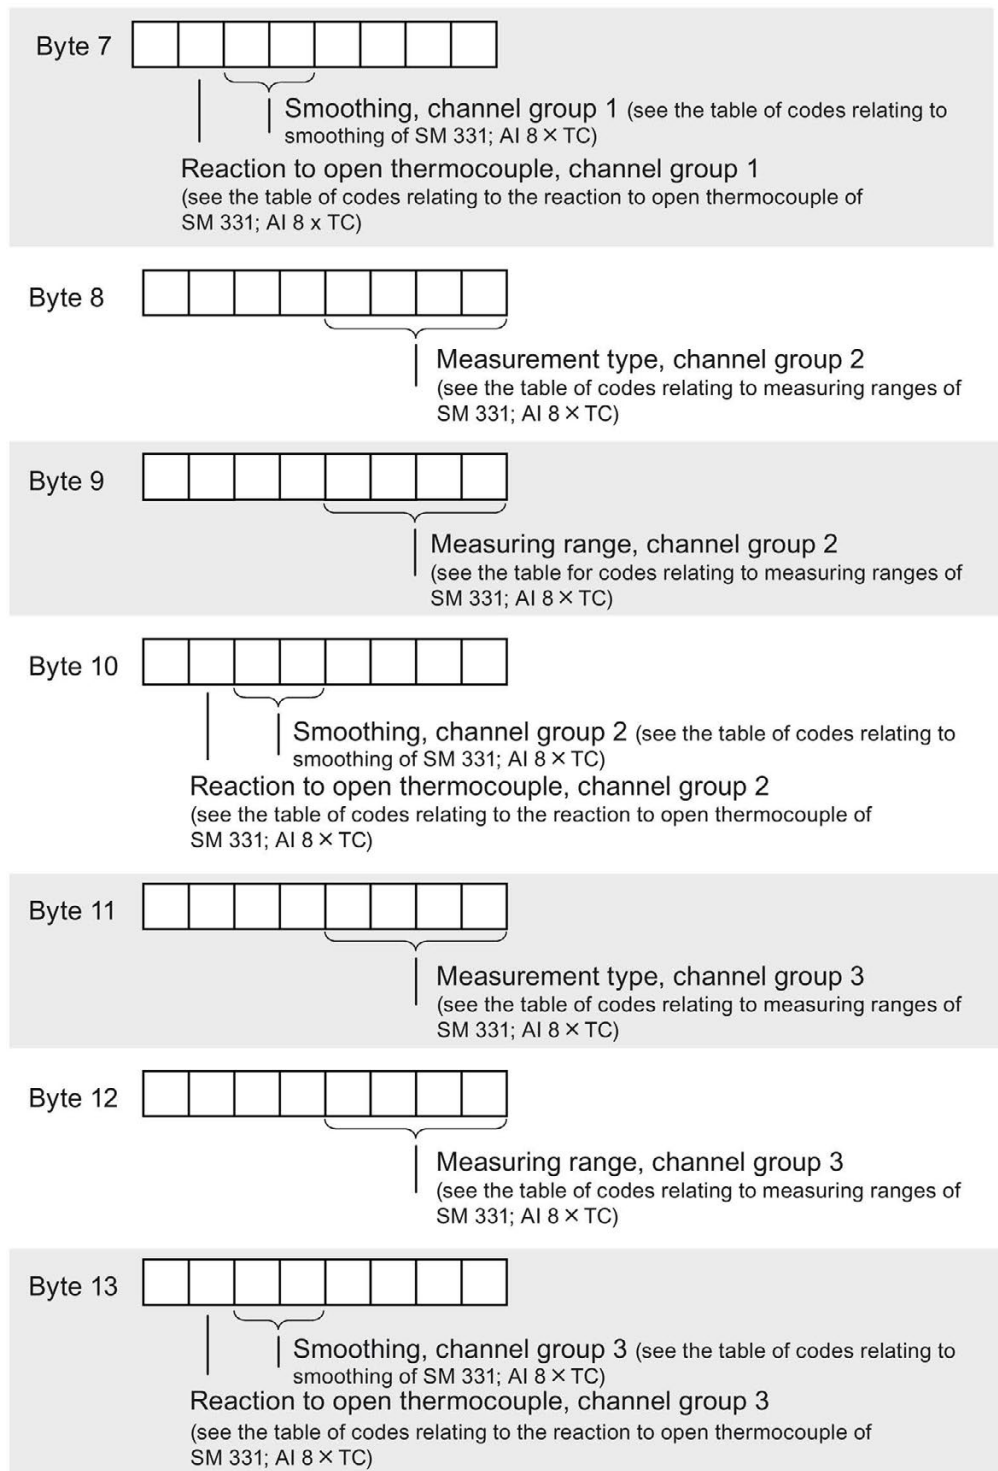 Byte 7
Smoothing, channel group 1 (see the table of codes relating to
smoothing of SM 331; AI 8 × TC)
Reaction to open thermocouple, channel group 1
(see the table of codes relating to the reaction to open thermocouple of
SM 331; AI 8 x TC)
Byte 8
Measurement type, channel group 2
(see the table of codes relating to measuring ranges of
SM 331; AI 8 × TC)
Byte 9
Measuring range, channel group 2
(see the table for codes relating to measuring ranges of
SM 331; AI 8 × TC)
Byte 10
Smoothing, channel group 2 (see the table of codes relating to
smoothing of SM 331; AI 8 × TC)
Reaction to open thermocouple, channel group 2
(see the table of codes relating to the reaction to open thermocouple of
SM 331; AI 8 × TC)
Byte 11
Measurement type, channel group 3
(see the table of codes relating to measuring ranges of
SM 331; AI 8 × TC)
Byte 12
Measuring range, channel group 3
(see the table of codes relating to measuring ranges of
SM 331; AI 8 × TC)
Byte 13
Smoothing, channel group 3 (see the table of codes relating to
smoothing of SM 331; AI 8 × TC)
Reaction to open thermocouple, channel group 3
(see the table of codes relating to the reaction to open thermocouple of
SM 331; AI 8 × TC)